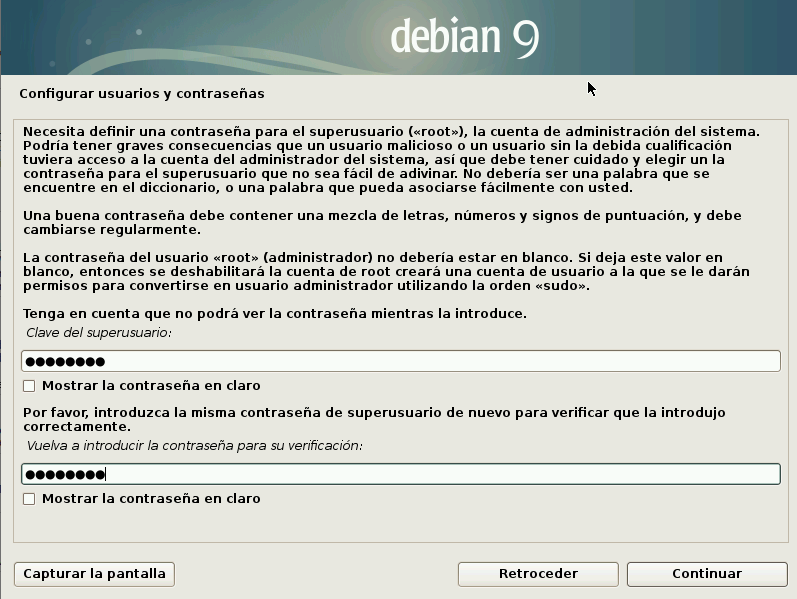 debian 9
Configurar usuarios y contraseñas
Necesita definir una contraseña para el superusuario («root»), la cuenta de administración del sistema.
Podría tener graves consecuencias que un usuario malicioso o un usuario sin la debida cualificación
tuviera acceso a la cuenta del administrador del sistema, así que debe tener cuidado y elegir un la
contraseña para el superusuario que no sea fácil de adivinar. No debería ser una palabra que se
encuentre en el diccionario, o una palabra que pueda asociarse fácilmente con usted.
Una buena contraseña debe contener una mezcla de letras, números y signos de puntuación, y debe
cambiarse regularmente.
La contraseña del usuario «root» (administrador) no debería estar en blanco. Si deja este valor en
blanco, entonces se deshabilitará la cuenta de root creará una cuenta de usuario a la que se le darán
permisos para convertirse en usuario administrador utilizando la orden «sudo».
Tenga en cuenta que no podrá ver la contraseña mientras la introduce.
Clave del superusuario:
●●●●●●●●
Mostrar la contraseña en claro
Por favor, introduzca la misma contraseña de superusuario de nuevo para verificar que la introdujo
correctamente.
Vuelva a introducir la contraseña para su verificación:
●●●●●●●●
Mostrar la contraseña en claro
Capturar la pantalla
Retroceder
Continuar